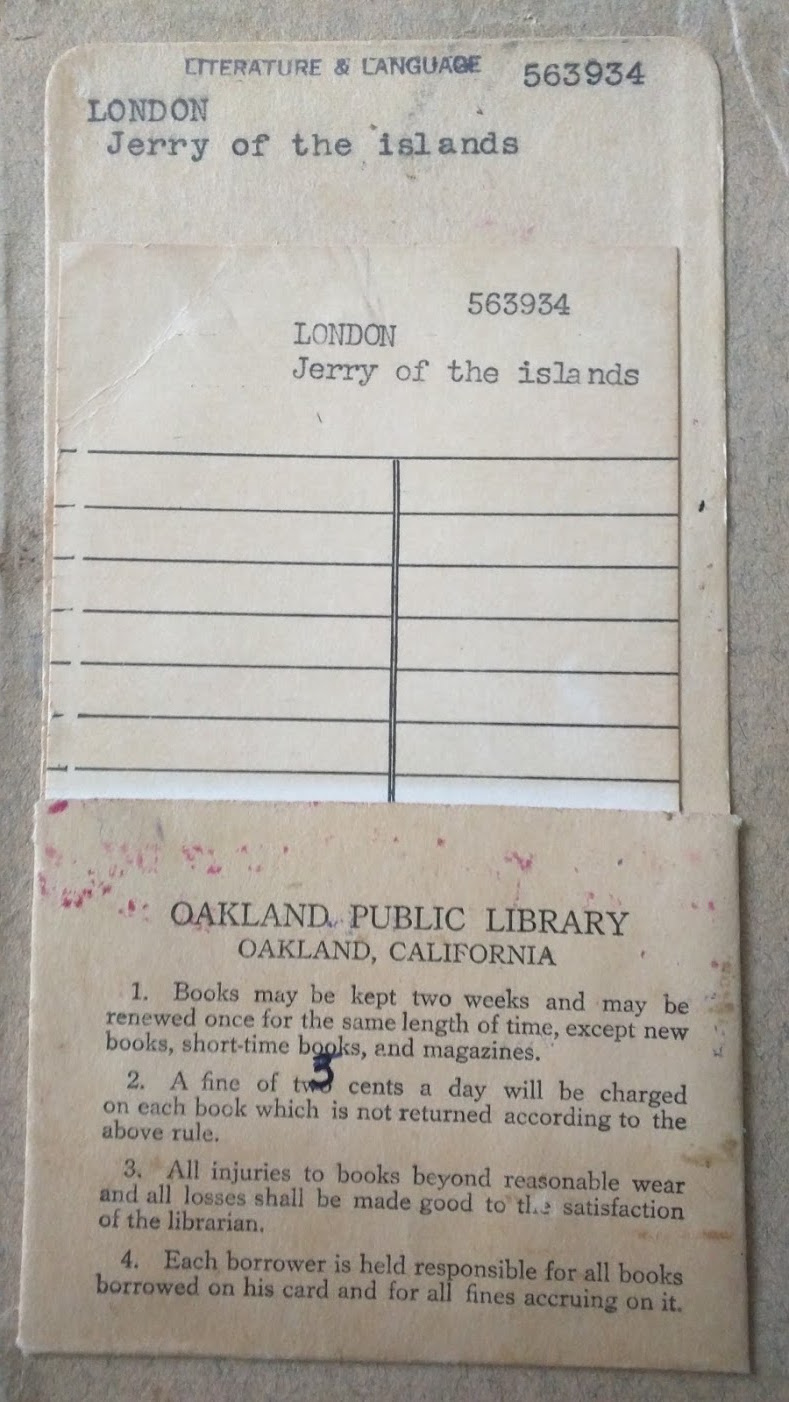 LITERATURE & LANGUAGE 563934
LONDON
Jerry of the islands
563934
LONDON
Jerry of the islands
OAKLAND PUBLIC LIBRARY
OAKLAND, CALIFORNIA
1. Books may be kept two weeks and may be
renewed once for the same length of time, except new
books, short-time books, and magazines.
2. A fine of two 5 cents a day will be charged
on each book which is not returned according to the
above rule.
3. All injuries to books beyond reasonable wear
and all losses shall be made good to the satisfaction
of the librarian.
4. Each borrower is held responsible for all books
borrowed on his card and for all fines accruing on it.